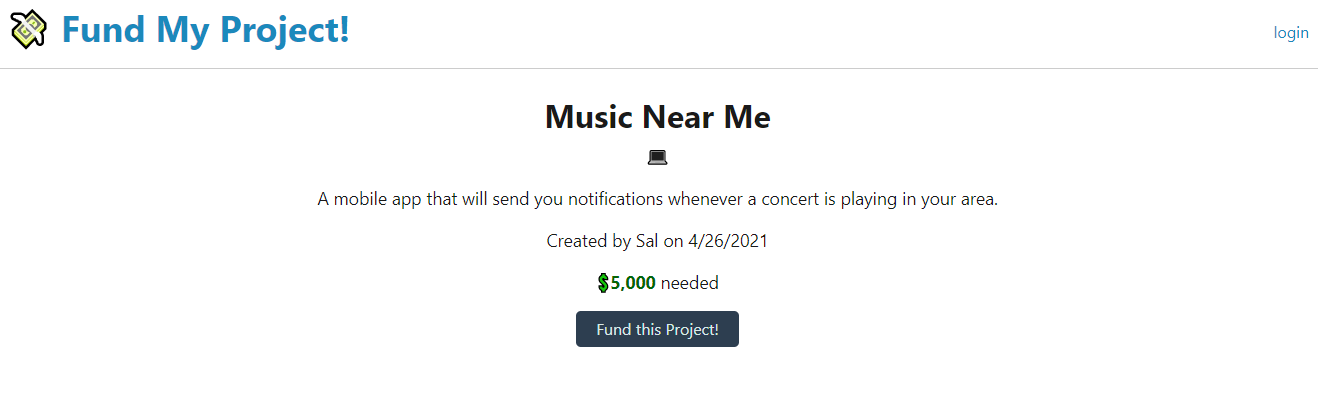 Fund My Project!
login
Music Near Me
A mobile app that will send you notifications whenever a concert is playing in your area.
Created by Sal on 4/26/2021
$5,000 needed
Fund this Project!